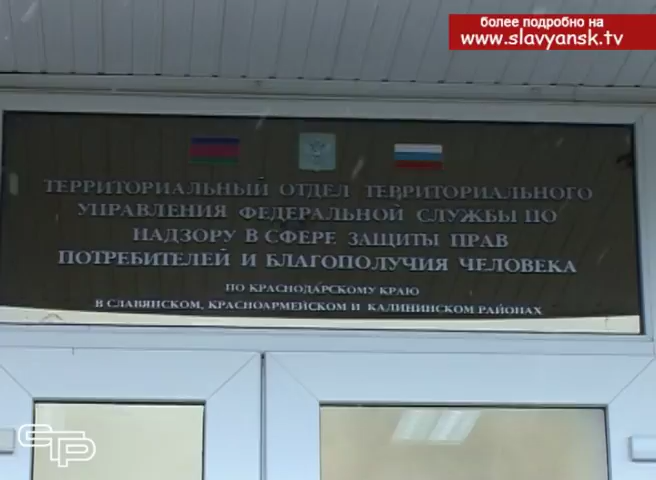 более подробно на
www.slavyansk.tv
ТЕРРИТОРИАЛЬНЫЙ ОТДЕЛ ТЕРРИТОРИАЛЬНОГО
УПРАВЛЕНИЯ ФЕДЕРАЛЬНОЙ СЛУЖБЫ ПО
НАДЗОРУ В СФЕРЕ ЗАЩИТЫ ПРАВ
ПОТРЕБИТЕЛЕЙ И БЛАГОПОЛУЧИЯ ЧЕЛОВЕКА
ПО КРАСНОДАРСКОМУ КРАЮ
В СЛАВЯНСКОМ, КРАСНОАРМЕЙСКОМ И КАЛИНИНСКОМ РАЙОНАХ
СТР